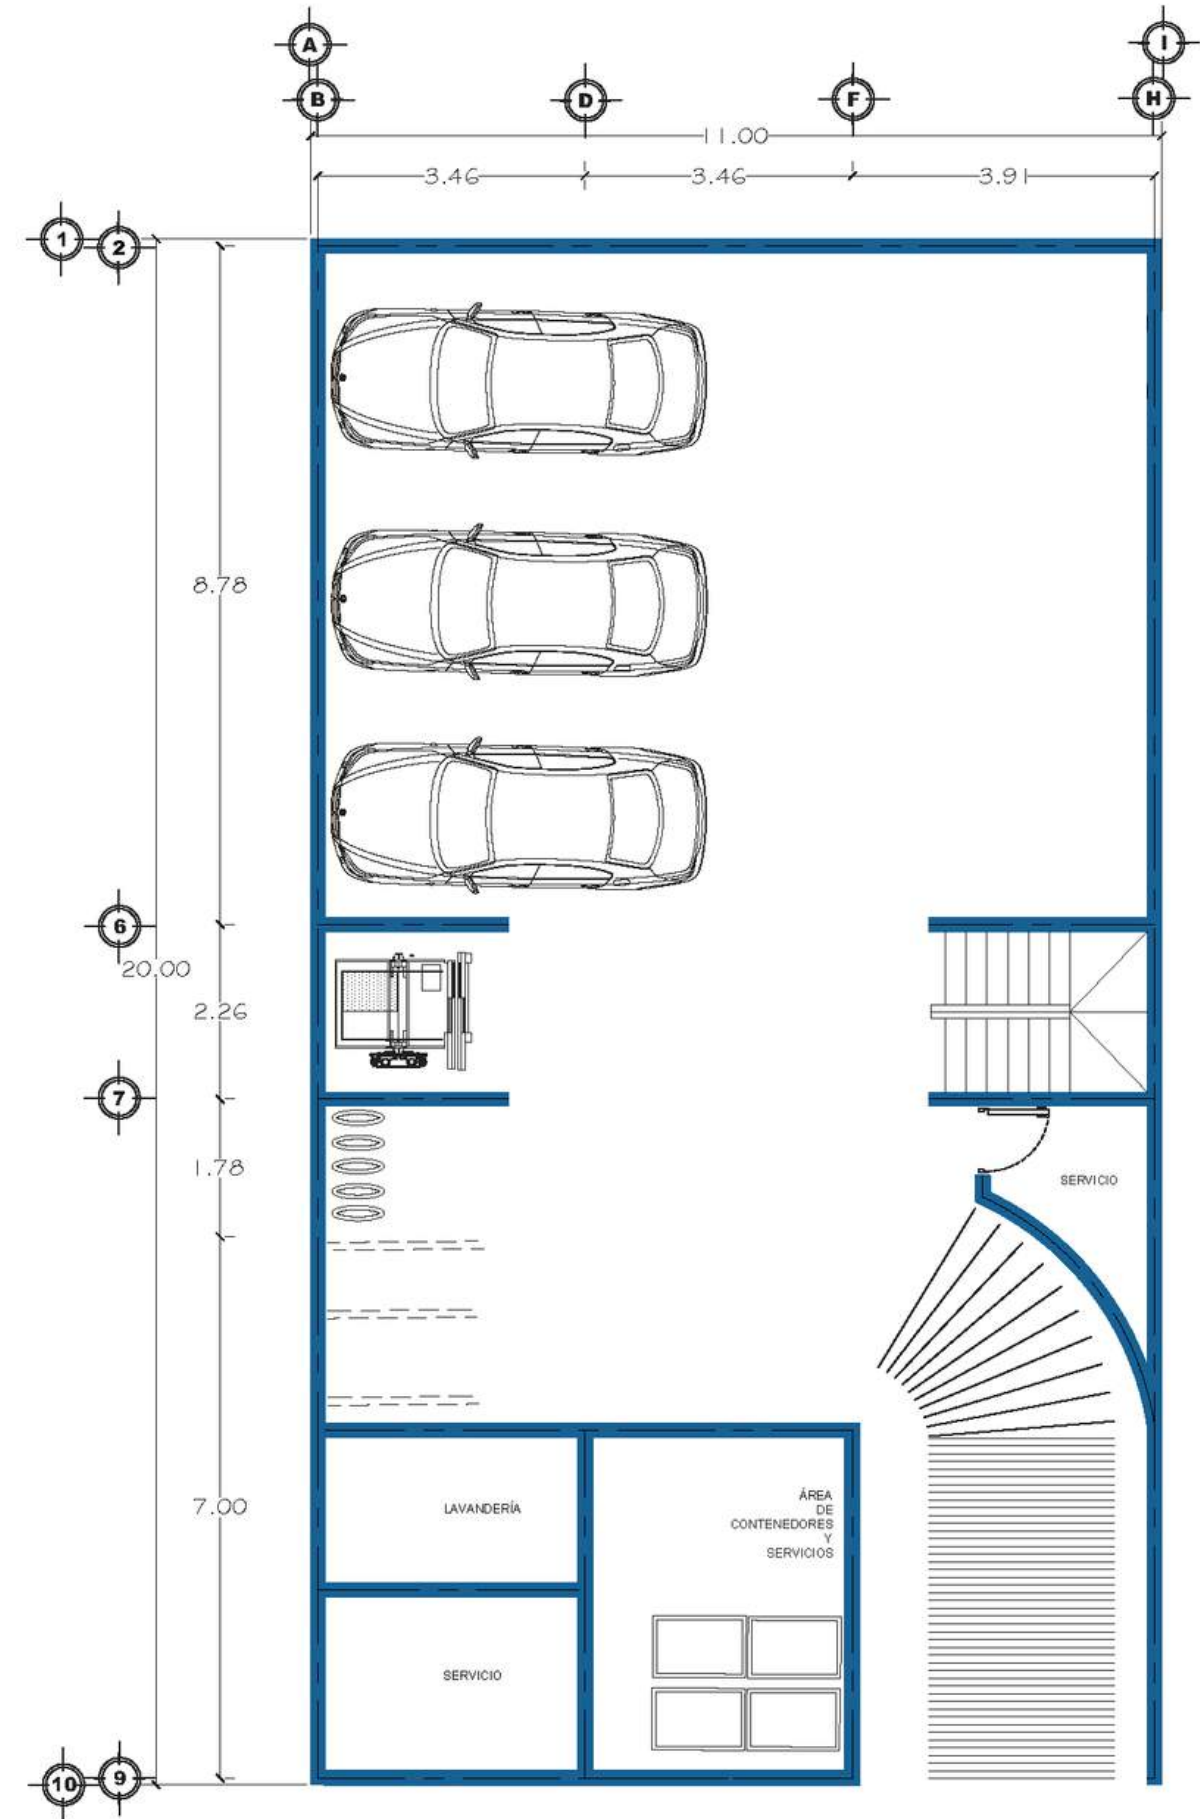 A
I
B
D
F
H
11.00
3.46
3.46
3.91
1
2
8.78
6
20.00
2.26
7
1.78
SERVICIO
7.00
LAVANDERÍA
ÁREA
DE
CONTENEDORES
Y
SERVICIOS
SERVICIO
10
9